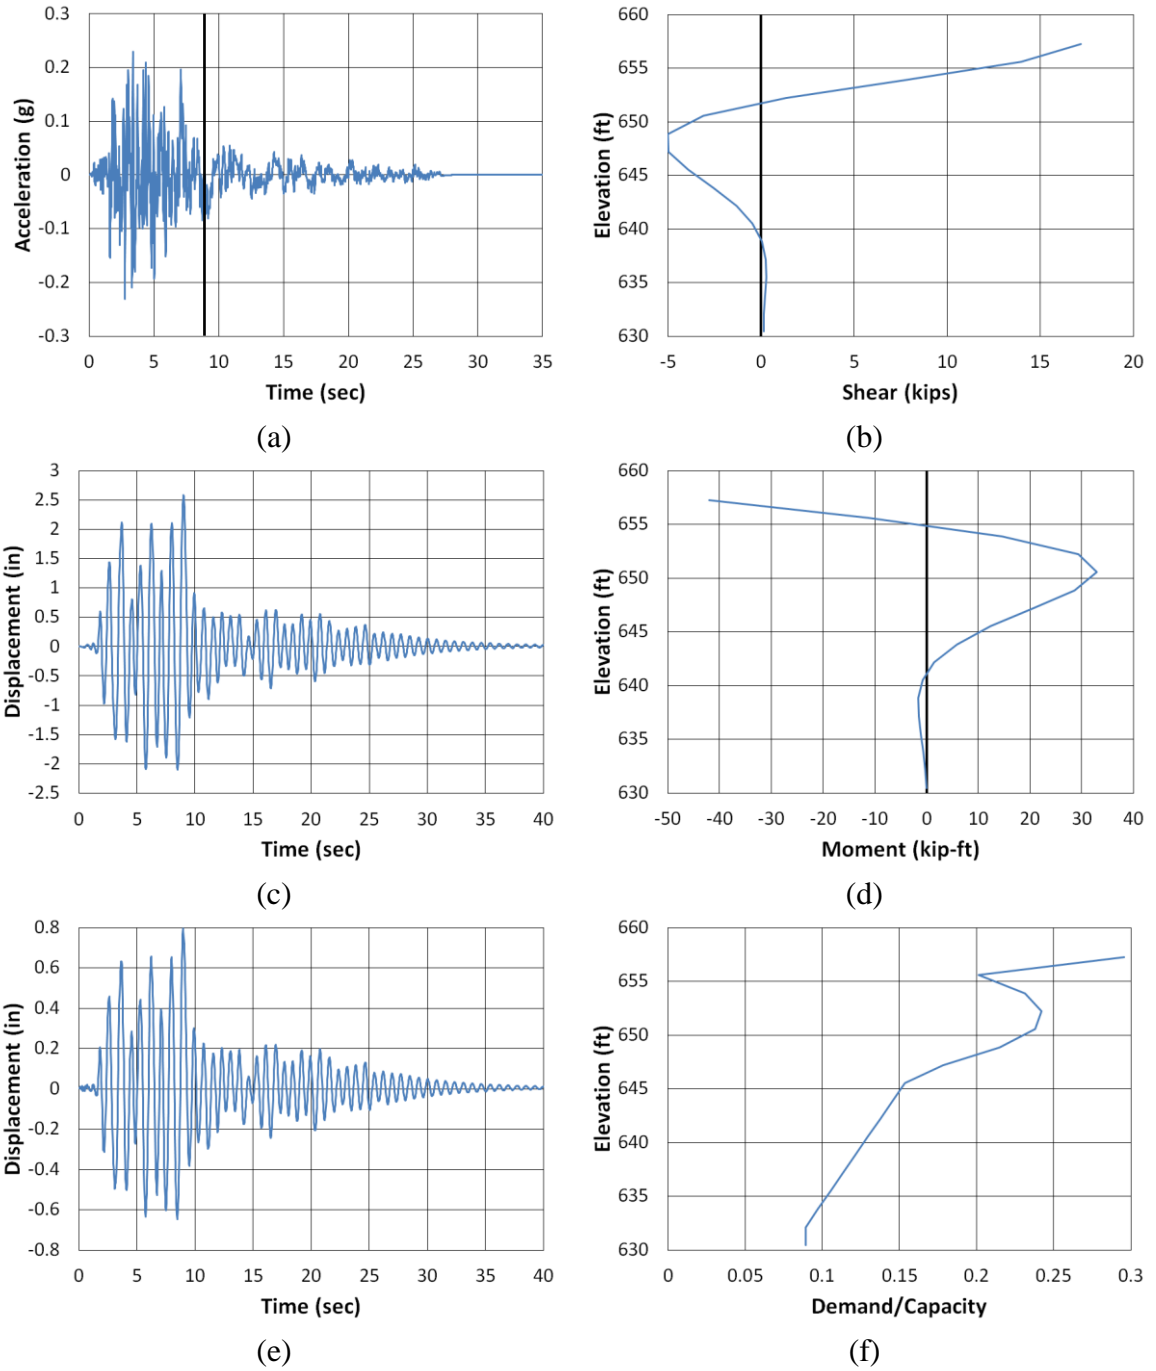 0.3
0.2
0.1
0
-0.1
-0.2
-0.3
Acceleration (g)
0 5 10 15 20 25 30 35
Time (sec)
(a)
660
655
650
645
640
635
630
Elevation (ft)
-5 0 5 10 15 20
Shear (kips)
(b)
3
2.5
2
1.5
1
0.5
0
-0.5
-1
-1.5
-2
-2.5
Displacement (in)
0 5 10 15 20 25 30 35 40
Time (sec)
(c)
660
655
650
645
640
635
630
Elevation (ft)
-50 -40 -30 -20 -10 0 10 20 30 40
Moment (kip-ft)
(d)
0.8
0.6
0.4
0.2
0
-0.2
-0.4
-0.6
-0.8
Displacement (in)
0 5 10 15 20 25 30 35 40
Time (sec)
(e)
660
655
650
645
640
635
630
Elevation (ft)
0 0.05 0.1 0.15 0.2 0.25 0.3
Demand/Capacity
(f)